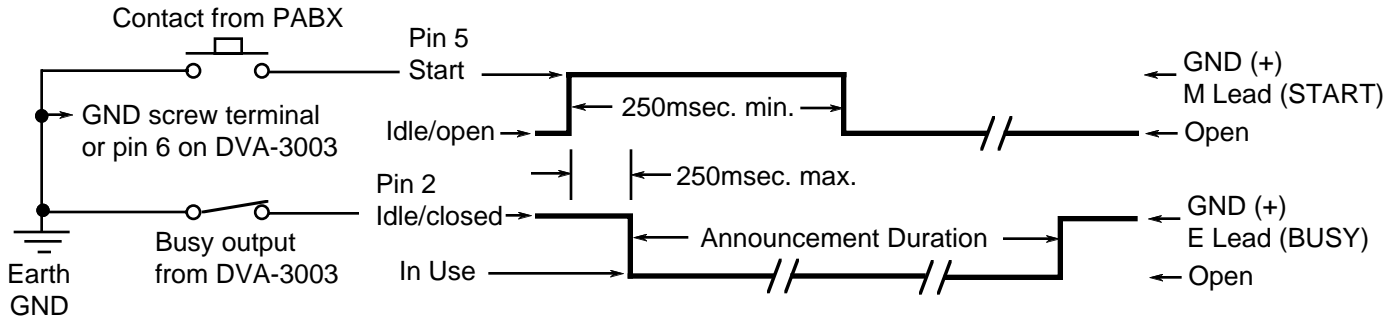 Contact from PABX
Pin 5
Start
GND (+)
M Lead (START)
GND screw terminal
or pin 6 on DVA-3003
250msec. min.
Idle/open
Open
250msec. max.
Pin 2
Idle/closed
GND (+)
E Lead (BUSY)
Busy output
from DVA-3003
Announcement Duration
In Use
Open
Earth
GND